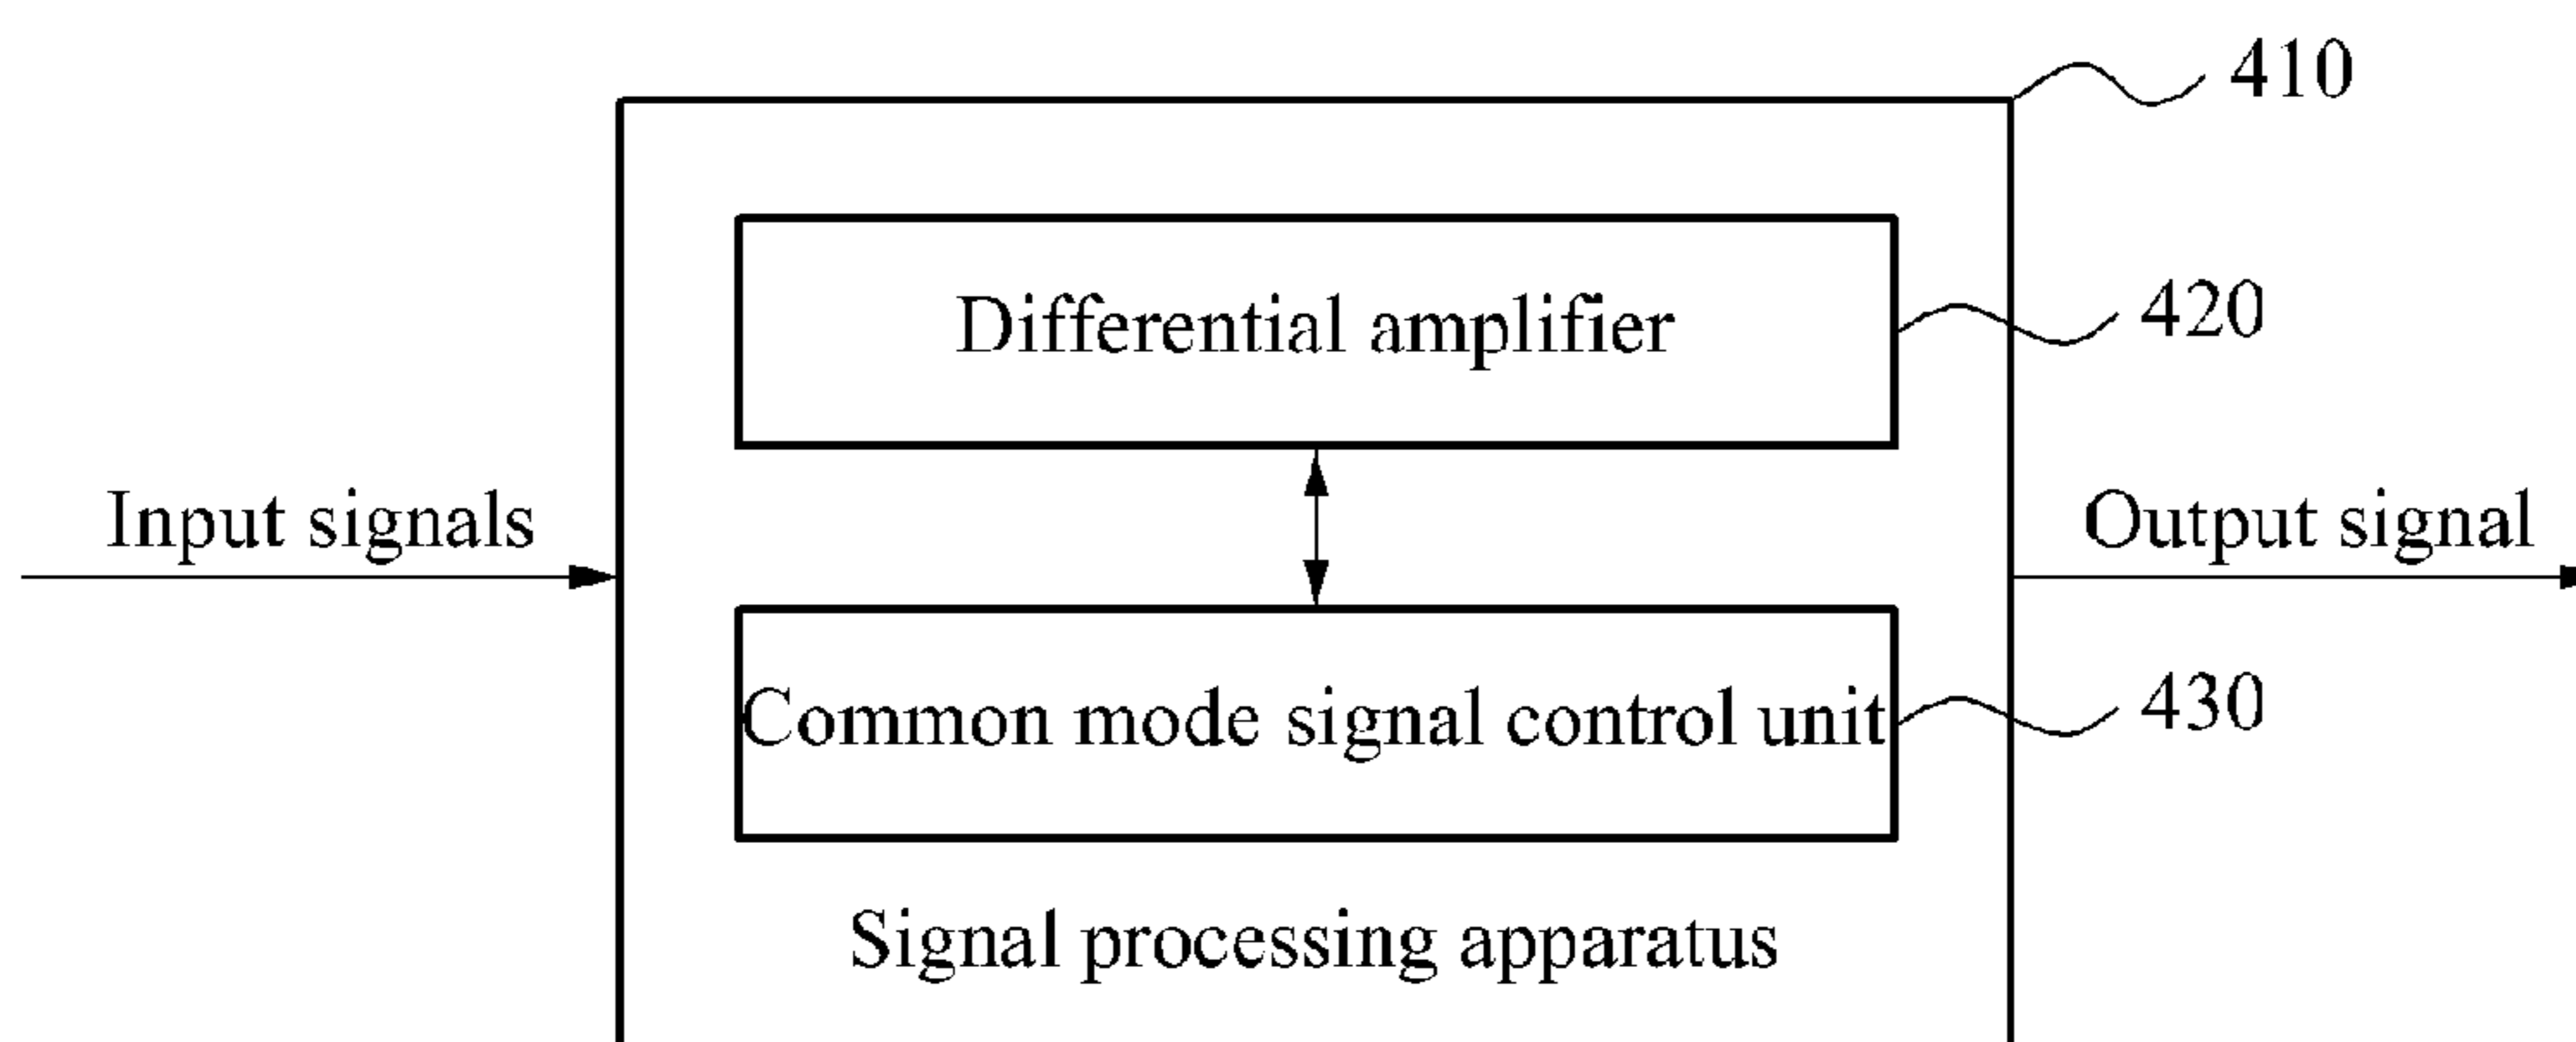 410
Differential amplifier
420
Input signals
Output signal
Common mode signal control unit
430
Signal processing apparatus